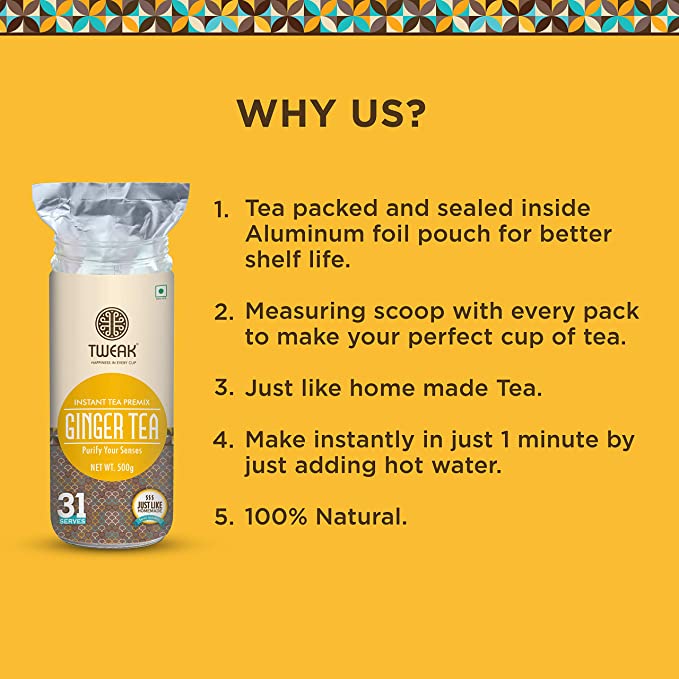 WHY US?
1. Tea packed and sealed inside
Aluminum foil pouch for better
shelf life.
2. Measuring scoop with every pack
to make your perfect cup of tea.
3. Just like home made Tea.
4. Make instantly in just 1 minute by
just adding hot water.
5. 100% Natural.
TWEAK
HAPPINESS IN EVERY CUP
INSTANT TEA PREMIX
GINGER TEA
Purify Your Senses
NET WT. 500g
31
SERVES
JUST LIKE
HOMEMADE